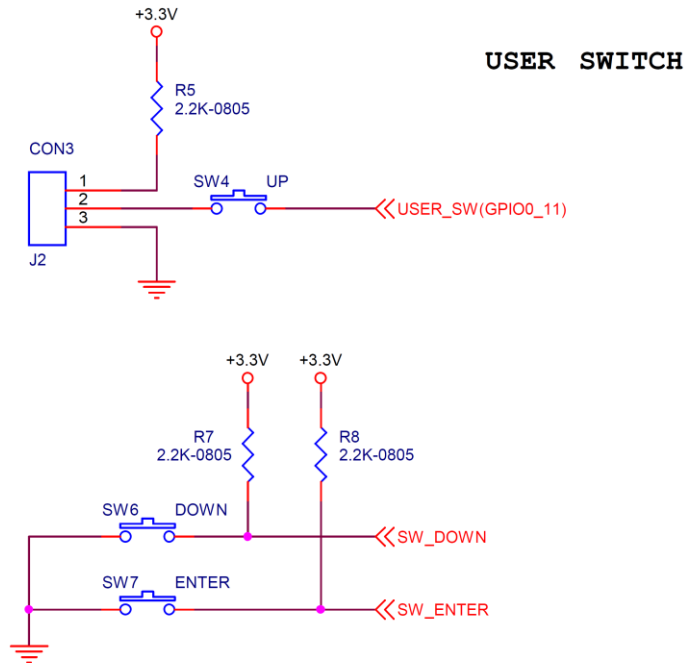 +3.3V
USER SWITCH
R5
2.2K-0805
CON3
1
SW4 UP
2
USER_SW(GPIO0_11)
3
J2
+3.3V +3.3V
R7 R8
2.2K-0805 2.2K-0805
SW6 DOWN
SW_DOWN
SW7 ENTER
SW_ENTER